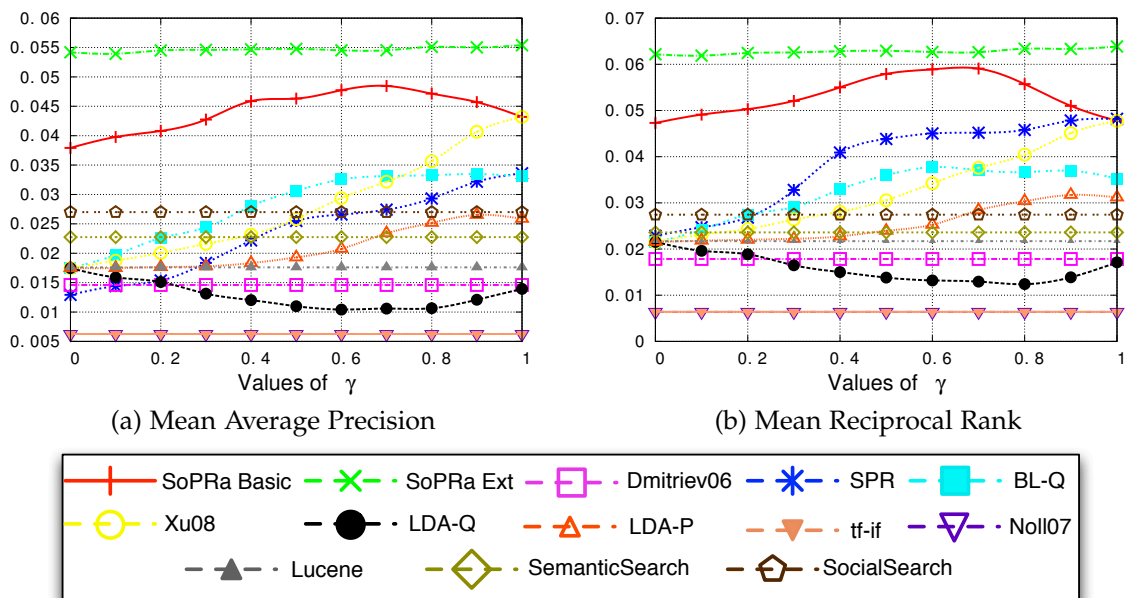 0. 06
0. 055
0. 05
0. 045
0. 04
0. 035
0. 03
0. 025
0. 02
0. 015
0. 01
0. 005
0 0. 2 0. 4 0. 6 0. 8 1
Values of γ
(a) Mean Average Precision
0. 07
0. 06
0. 05
0. 04
0. 03
0. 02
0. 01
0
0 0. 2 0. 4 0. 6 0. 8 1
Values of γ
(b) Mean Reciprocal Rank
SoPRa Basic SoPRa Ext Dmitriev06 SPR BL-Q
Xu08 LDA-Q LDA-P tf-if Noll07
Lucene SemanticSearch SocialSearch